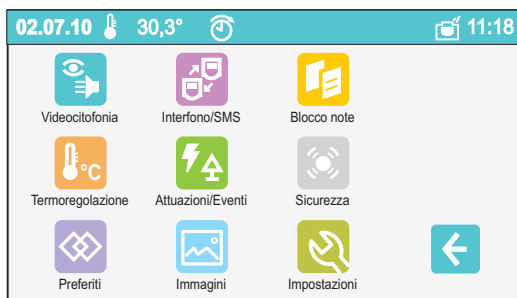 02.07.10 30,3° 11:18
Videocitofonia Interfono/SMS Blocco note
°C
Termoregolazione Attuazioni/Eventi Sicurezza
Preferiti Immagini Impostazioni